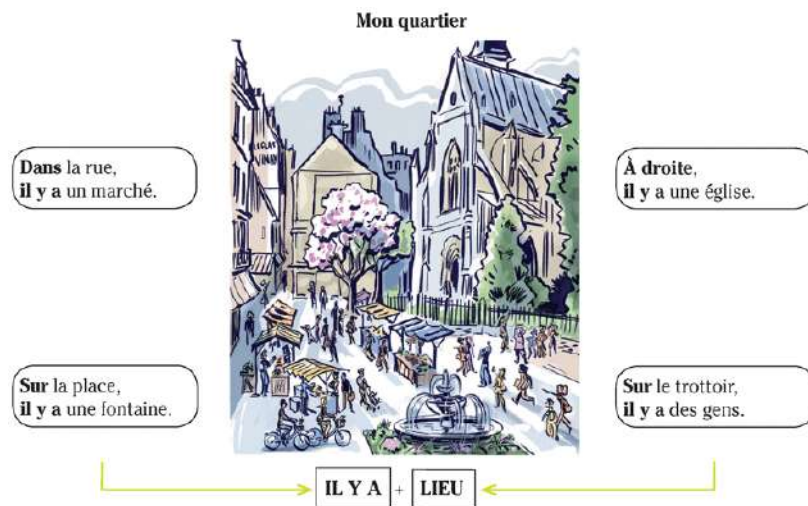 Mon quartier
Dans la rue,
il y a un marché.
À droite,
il y a une église.
Sur la place,
il y a une fontaine.
Sur le trottoir,
il y a des gens.
IL Y A + LIEU